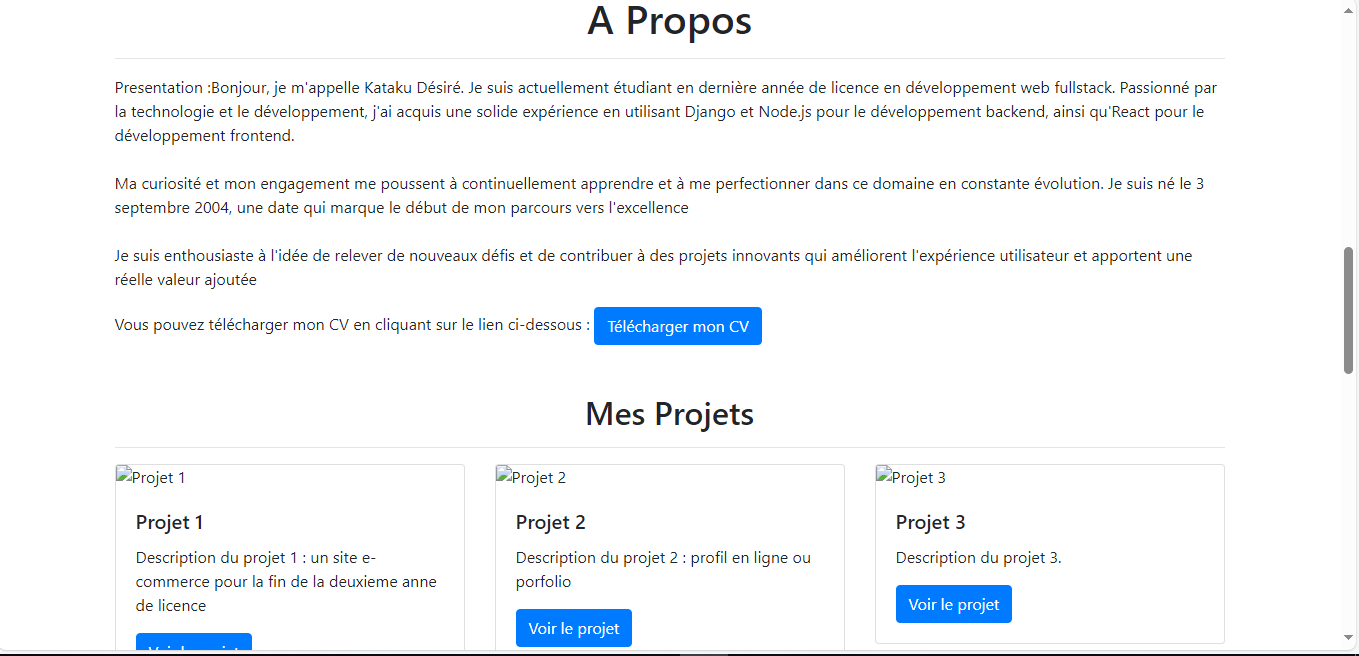 A Propos
Presentation :Bonjour, je m'appelle Kataku Désiré. Je suis actuellement étudiant en dernière année de licence en développement web fullstack. Passionné par
la technologie et le développement, j'ai acquis une solide expérience en utilisant Django et Node.js pour le développement backend, ainsi qu'React pour le
développement frontend.
Ma curiosité et mon engagement me poussent à continuellement apprendre et à me perfectionner dans ce domaine en constante évolution. Je suis né le 3
septembre 2004, une date qui marque le début de mon parcours vers l'excellence
Je suis enthousiaste à l'idée de relever de nouveaux défis et de contribuer à des projets innovants qui améliorent l'expérience utilisateur et apportent une
réelle valeur ajoutée
Vous pouvez télécharger mon CV en cliquant sur le lien ci-dessous : Télécharger mon CV
Mes Projets
Projet 1
Projet 1
Description du projet 1 : un site e-
commerce pour la fin de la deuxieme anne
de licence
Voir le projet
Projet 2
Projet 2
Description du projet 2 : profil en ligne ou
porfolio
Voir le projet
Projet 3
Projet 3
Description du projet 3.
Voir le projet